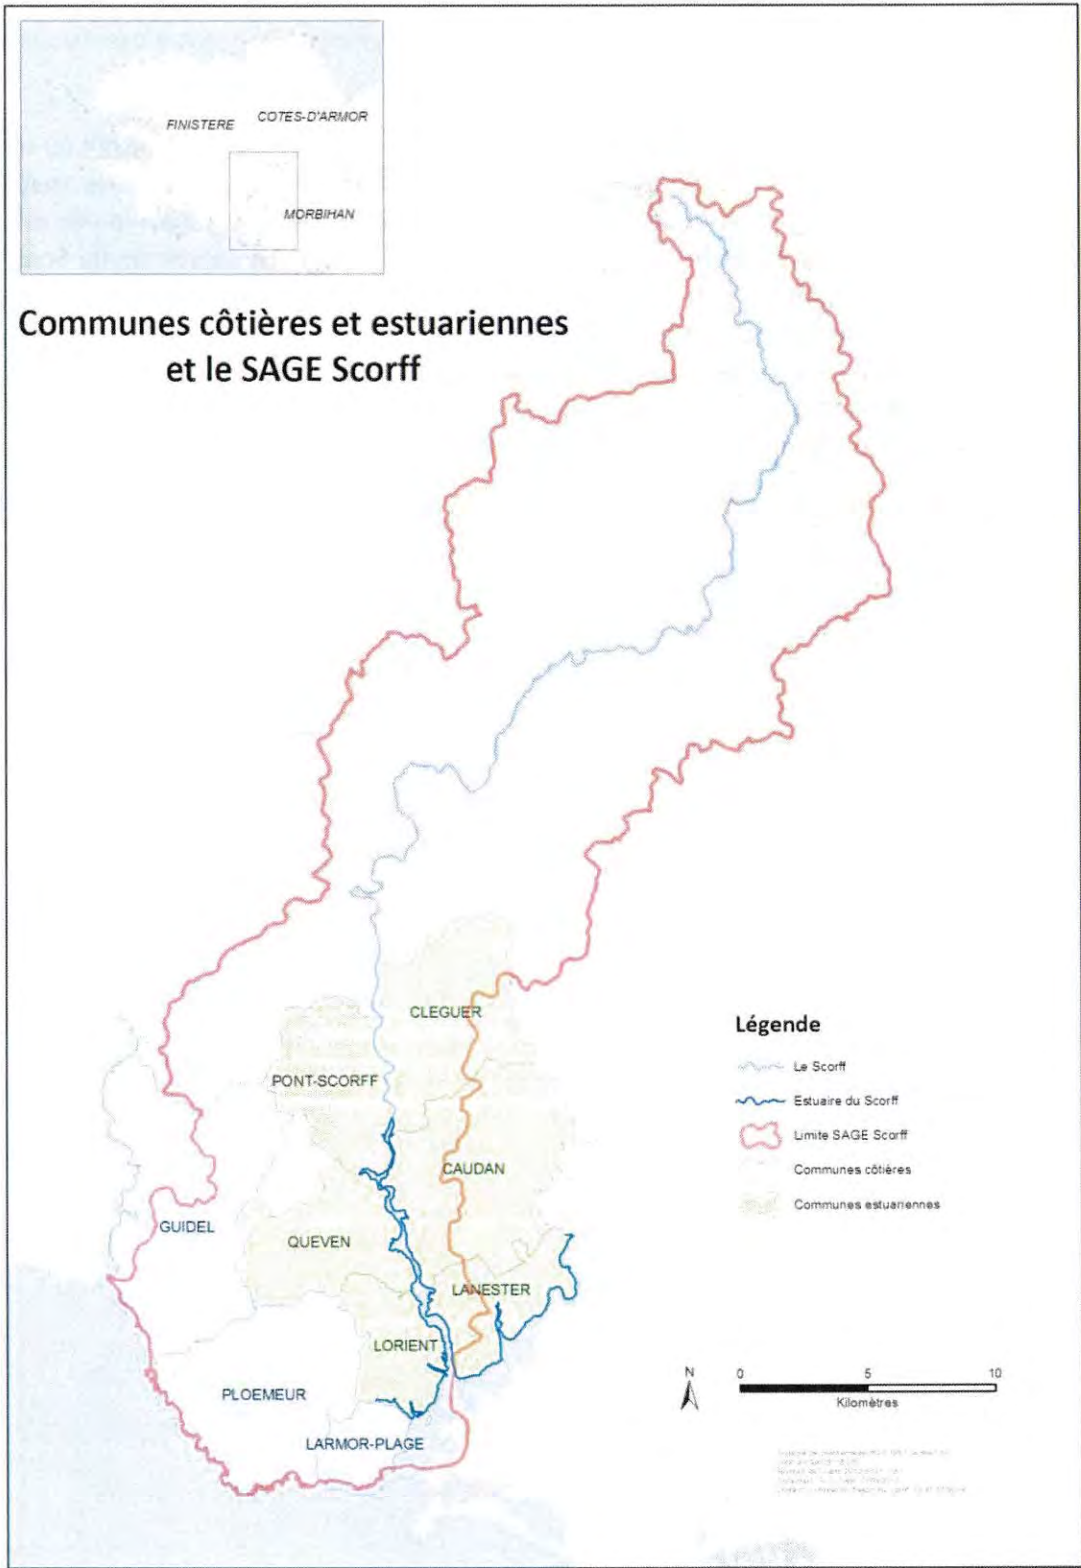 FINISTERE
COTES-D'ARMOR
MORBIHAN
Communes côtières et estuariennes
et le SAGE Scorff
CLEGUER
PONT-SCORFF
CAUDAN
GUIDEL
QUEVEN
LANESTER
LORIENT
PLOEMEUR
LARMOR-PLAGE
Légende
Le Scorff
Estuaire du Scorff
Limite SAGE Scorff
Communes côtières
Communes estuariennes
N
0 5 10
Kilomètres